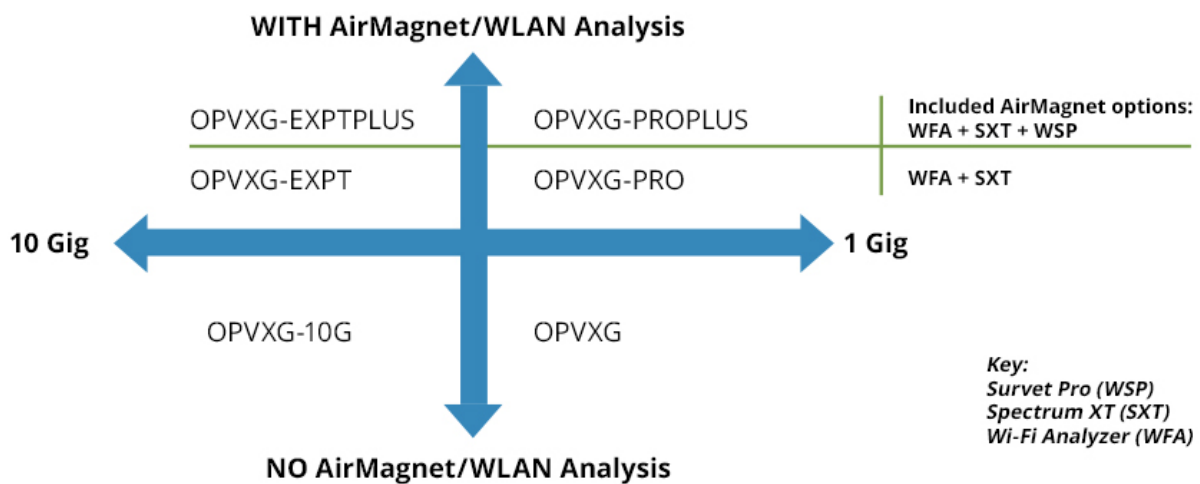 WITH AirMagnet/WLAN Analysis
OPVXG-EXPTPLUS
OPVXG-PROPLUS
Included AirMagnet options:
WFA + SXT + WSP
OPVXG-EXPT
OPVXG-PRO
WFA + SXT
10 Gig
1 Gig
OPVXG-10G
OPVXG
Key:
Survet Pro (WSP)
Spectrum XT (SXT)
Wi-Fi Analyzer (WFA)
NO AirMagnet/WLAN Analysis